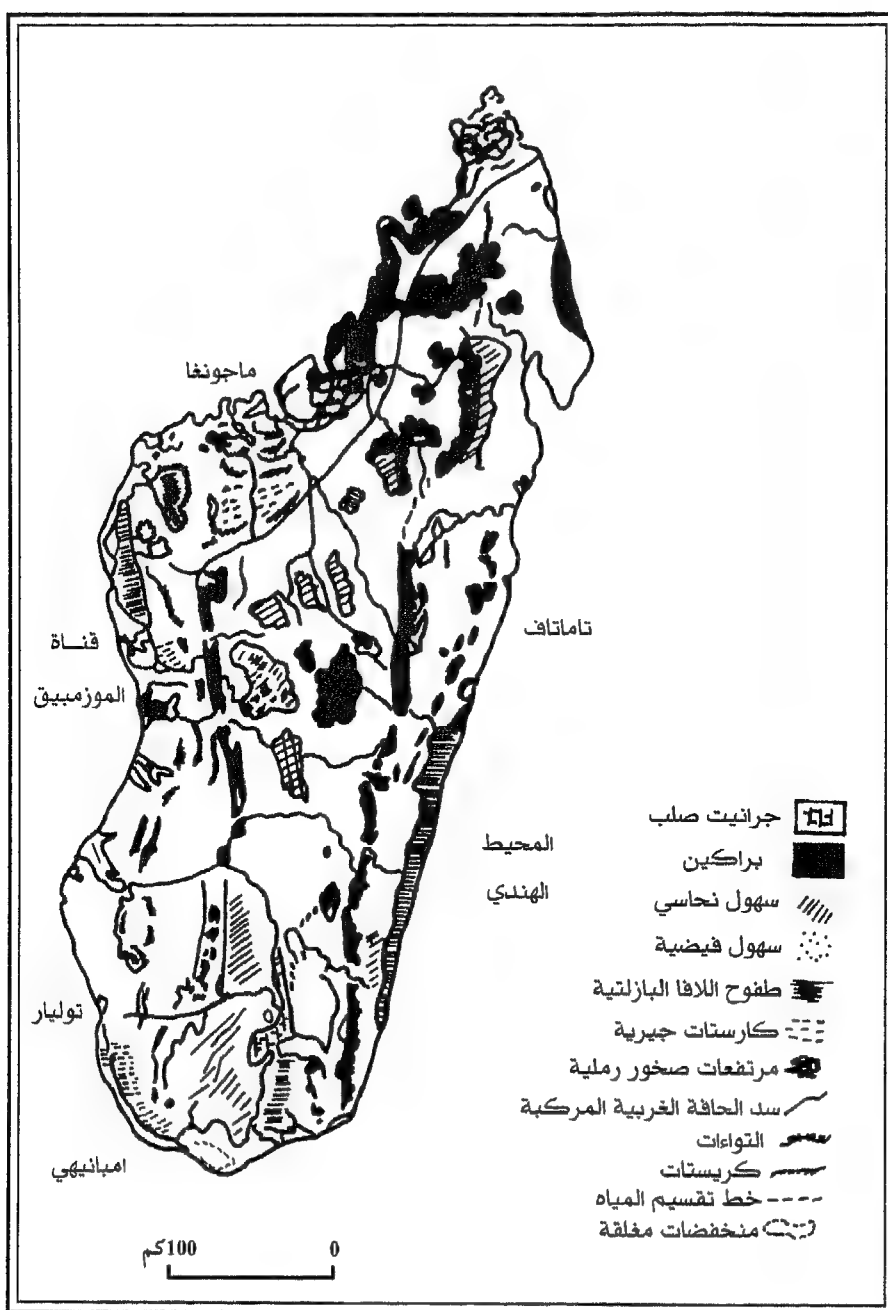 ماجونغا
تاماتاف
قنــاة
الموزمبيق
المحيط
الهندي
توليار
امبانيهي
جرانيت صلب
براكين
سهول نحاسي
سهول فيضية
طفوح اللافا البازلتية
كارستات جيرية
مرتفعات صخور رملية
سد الحافة الغربية المركبة
التواءات
كريستات
خط تقسيم المياه
منخفضات مغلقة
100كم 0